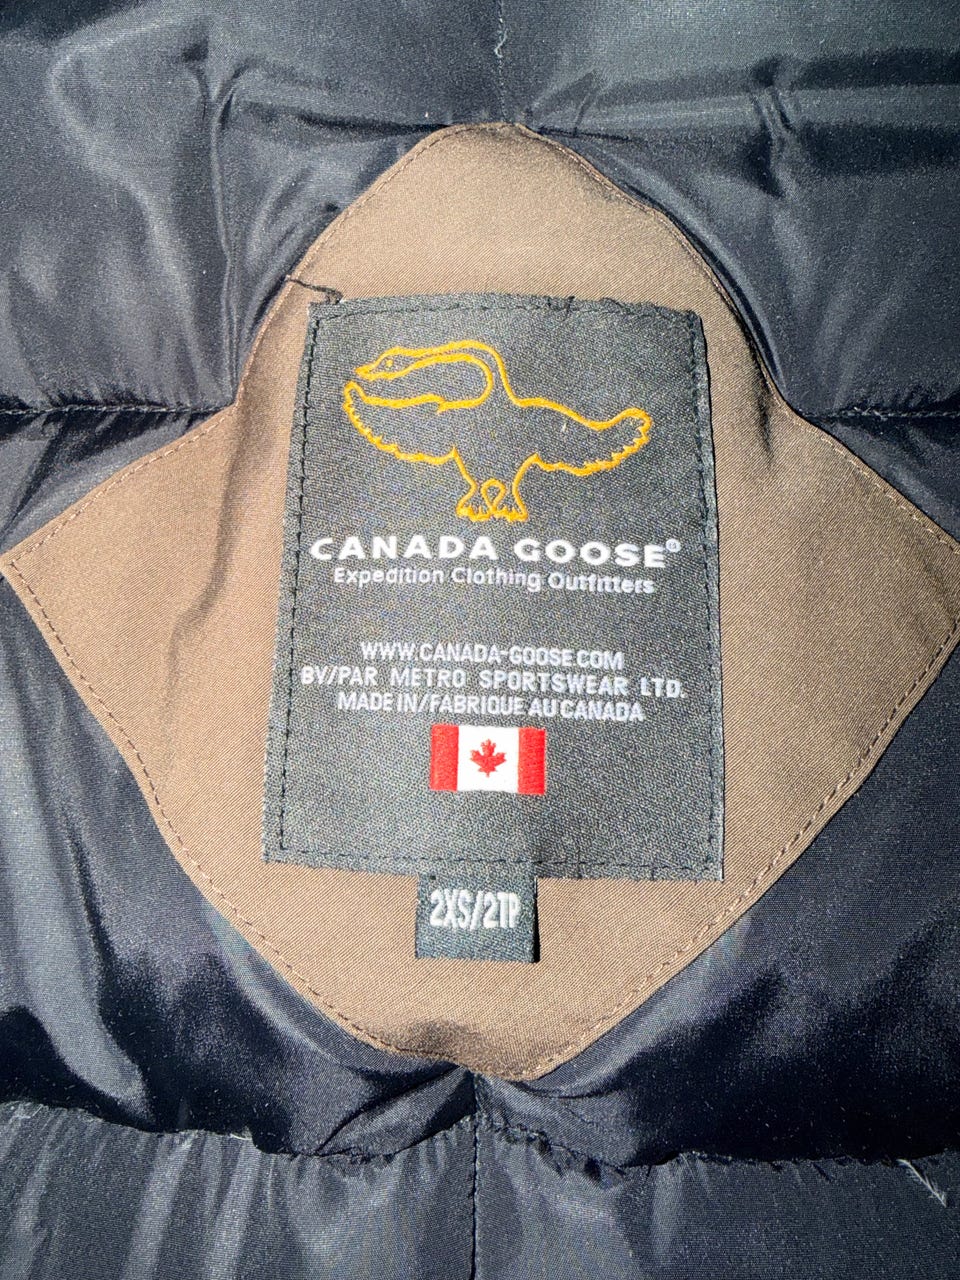 CANADA GOOSE®
Expedition Clothing Outfitters
WWW.CANADA-GOOSE.COM
BY/PAR METRO SPORTSWEAR LTD.
MADE IN/FABRIQUE AU CANADA
2XS/2TP